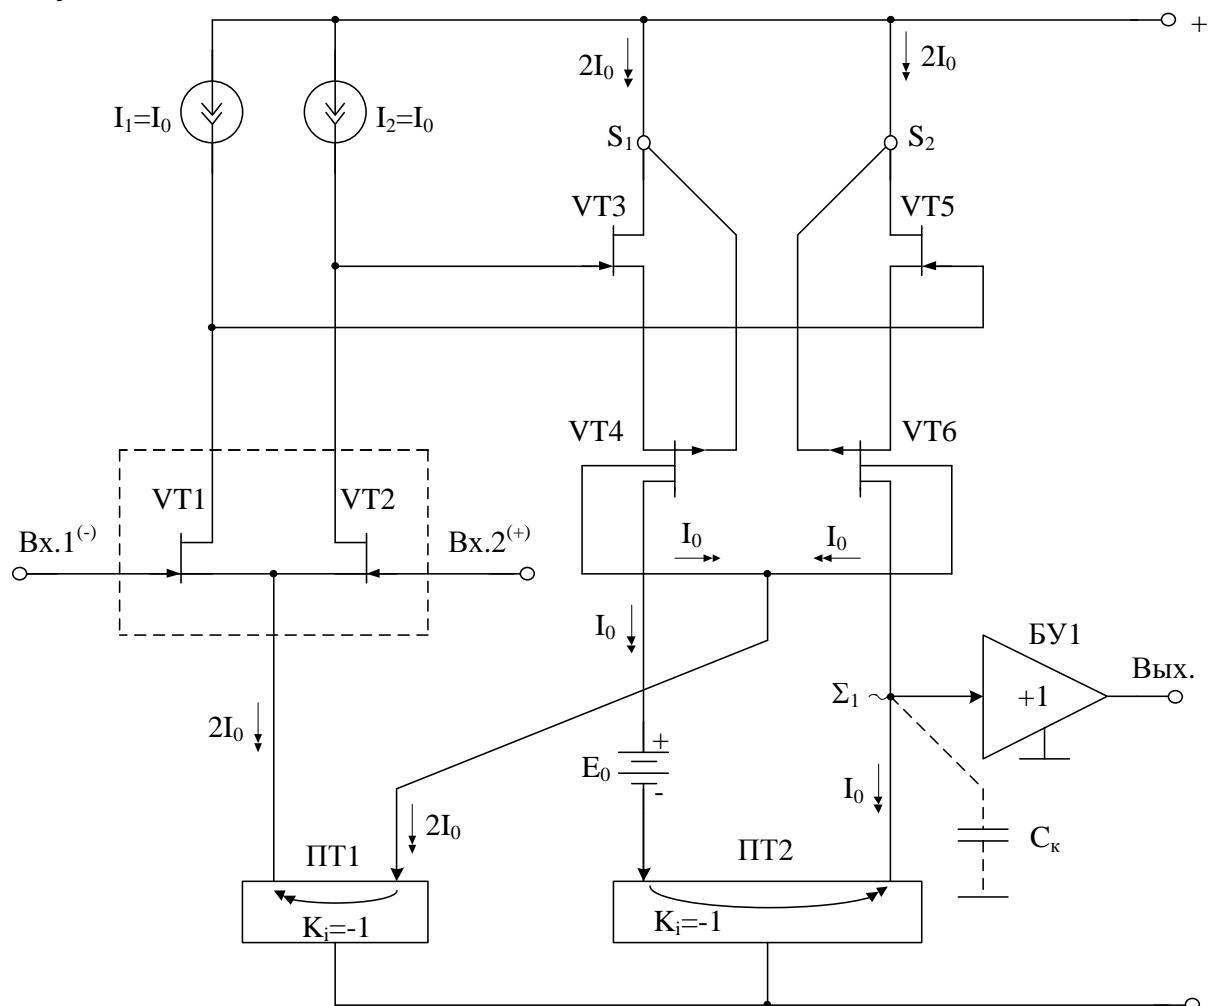 +
2I₀
2I₀
I₁=I₀
I₂=I₀
S₁
S₂
VT3
VT5
VT4
VT6
VT1
VT2
Вх.1⁽⁻⁾
Вх.2⁽⁺⁾
I₀
I₀
I₀
БУ1
Вых.
Σ₁
+1
2I₀
+
E₀
-
I₀
2I₀
Cₖ
ПТ1
ПТ2
Kᵢ=-1
Kᵢ=-1